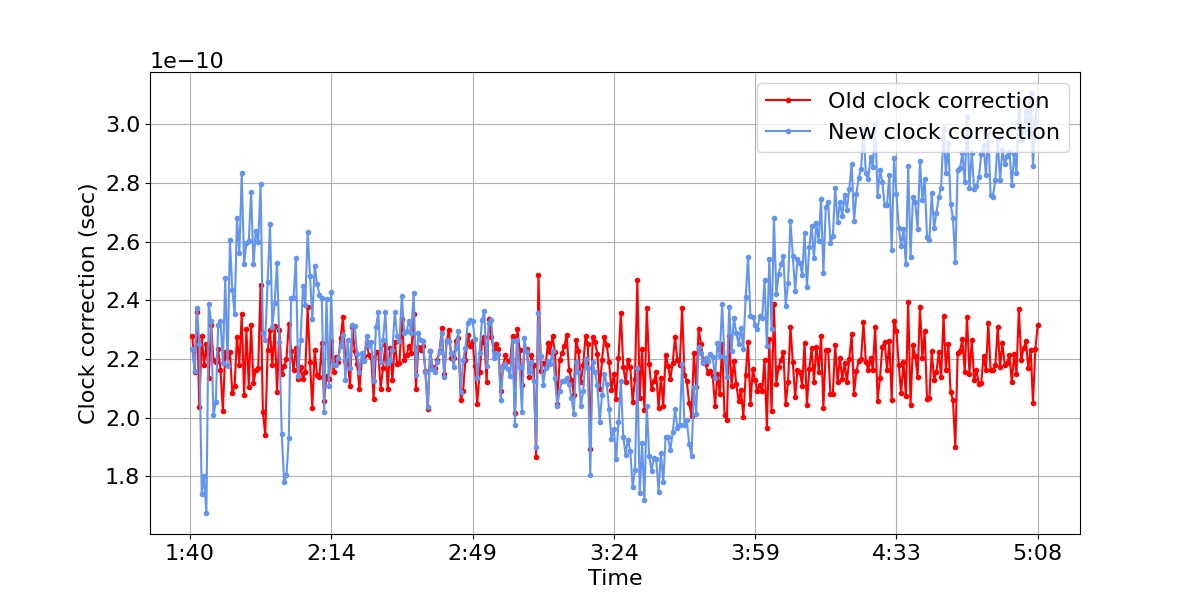 1e−10
Old clock correction
New clock correction
3.0
2.8
2.6
2.4
2.2
2.0
1.8
Clock correction (sec)
1:40 2:14 2:49 3:24 3:59 4:33 5:08
Time